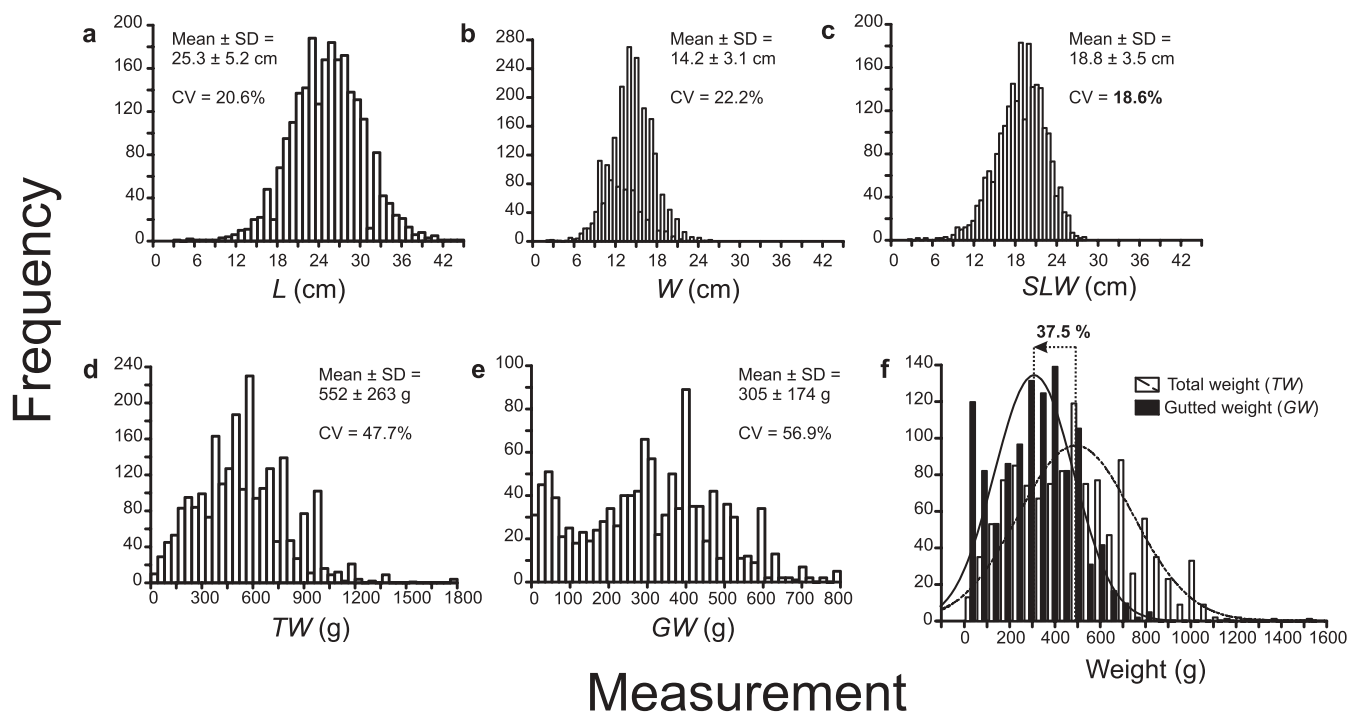 Frequency
a
Mean ± SD =
25.3 ± 5.2 cm
CV = 20.6%
200
160
120
80
40
0
0 6 12 18 24 30 36 42
L (cm)
b
Mean ± SD =
14.2 ± 3.1 cm
CV = 22.2%
280
240
200
160
120
80
40
0
0 6 12 18 24 30 36 42
W (cm)
c
Mean ± SD =
18.8 ± 3.5 cm
CV = 18.6%
200
160
120
80
40
0
0 6 12 18 24 30 36 42
SLW (cm)
d
Mean ± SD =
552 ± 263 g
CV = 47.7%
240
200
160
120
80
40
0
0 300 600 900 1200 1500 1800
TW (g)
e
Mean ± SD =
305 ± 174 g
CV = 56.9%
100
80
60
40
20
0
0 100 200 300 400 500 600 700 800
GW (g)
37.5 %
f
Total weight (TW)
Gutted weight (GW)
140
120
100
80
60
40
20
0
0 200 400 600 800 1000 1200 1400 1600
Weight (g)
Measurement